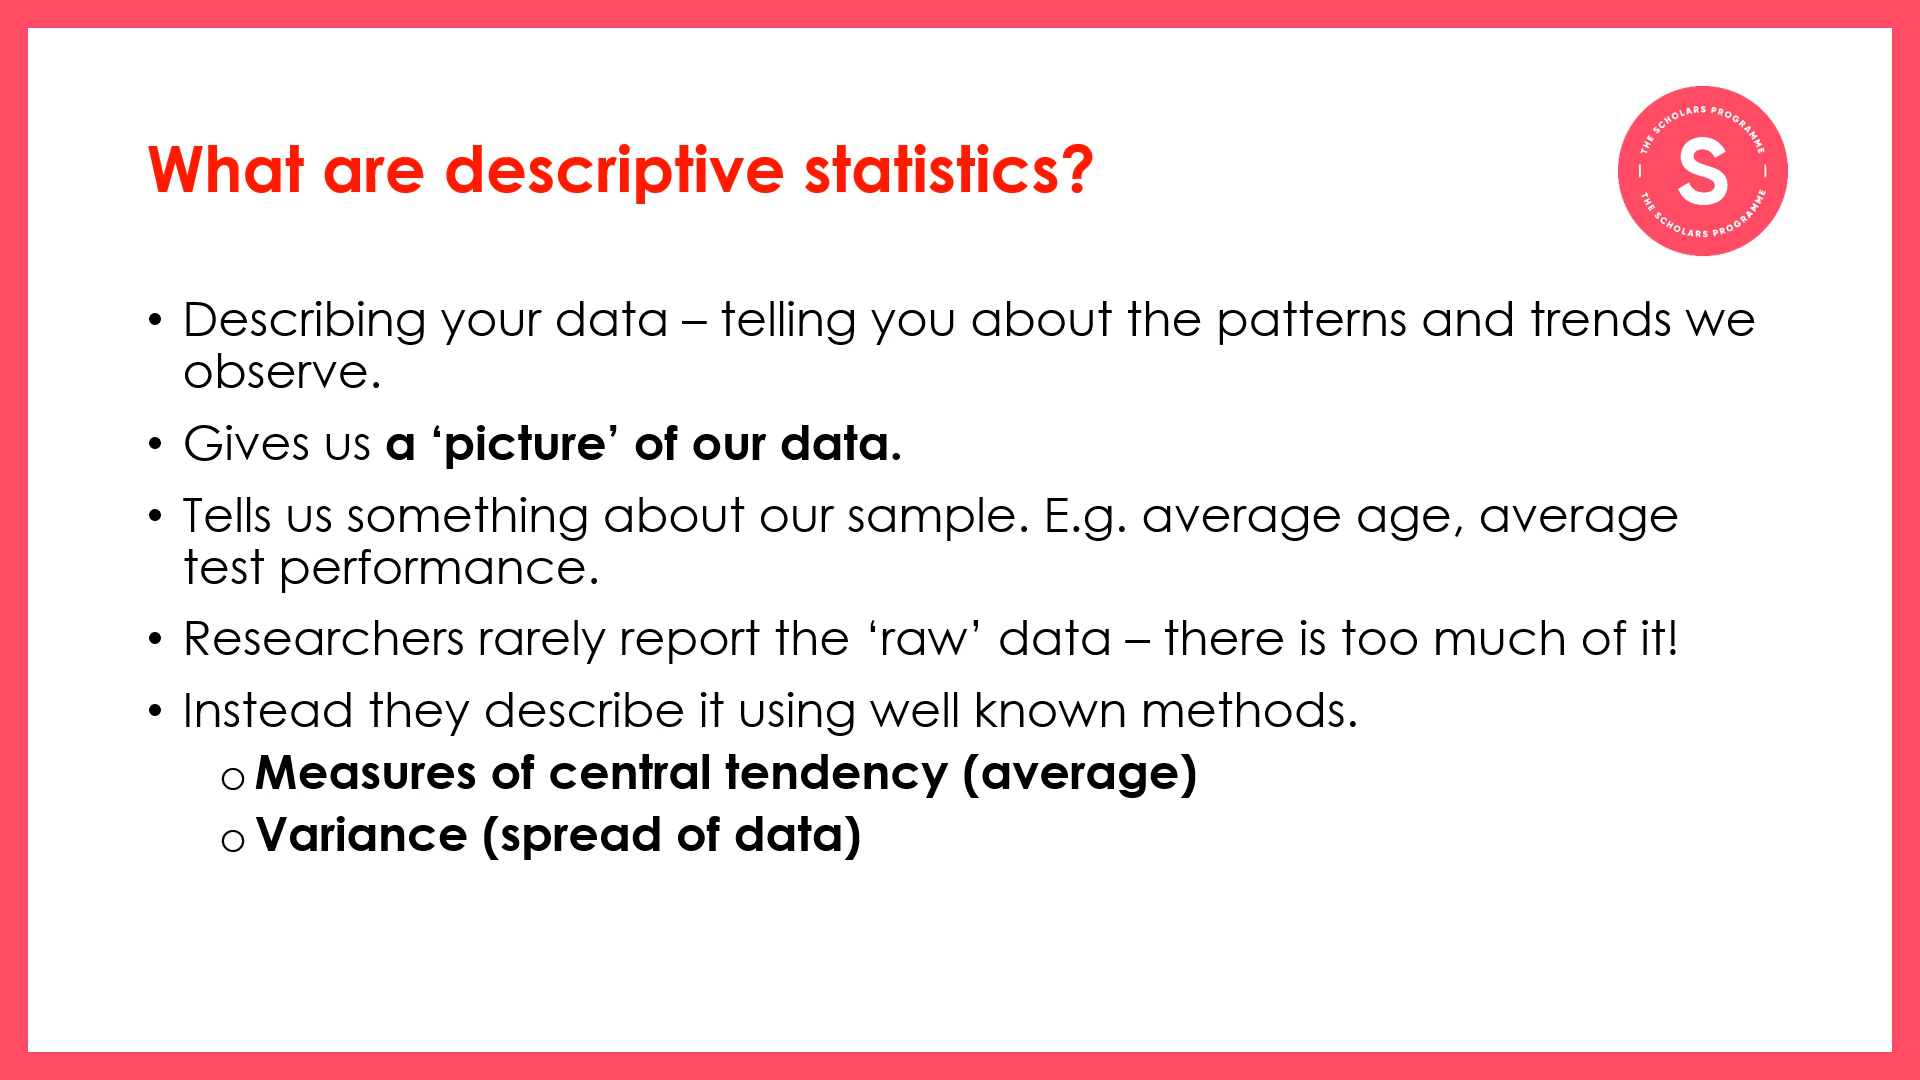 What are descriptive statistics?
THE SCHOLARS PROGRAMME
S
THE SCHOLARS PROGRAMME
• Describing your data – telling you about the patterns and trends we
observe.
• Gives us a ‘picture’ of our data.
• Tells us something about our sample. E.g. average age, average
test performance.
• Researchers rarely report the ‘raw’ data – there is too much of it!
• Instead they describe it using well known methods.
o Measures of central tendency (average)
o Variance (spread of data)